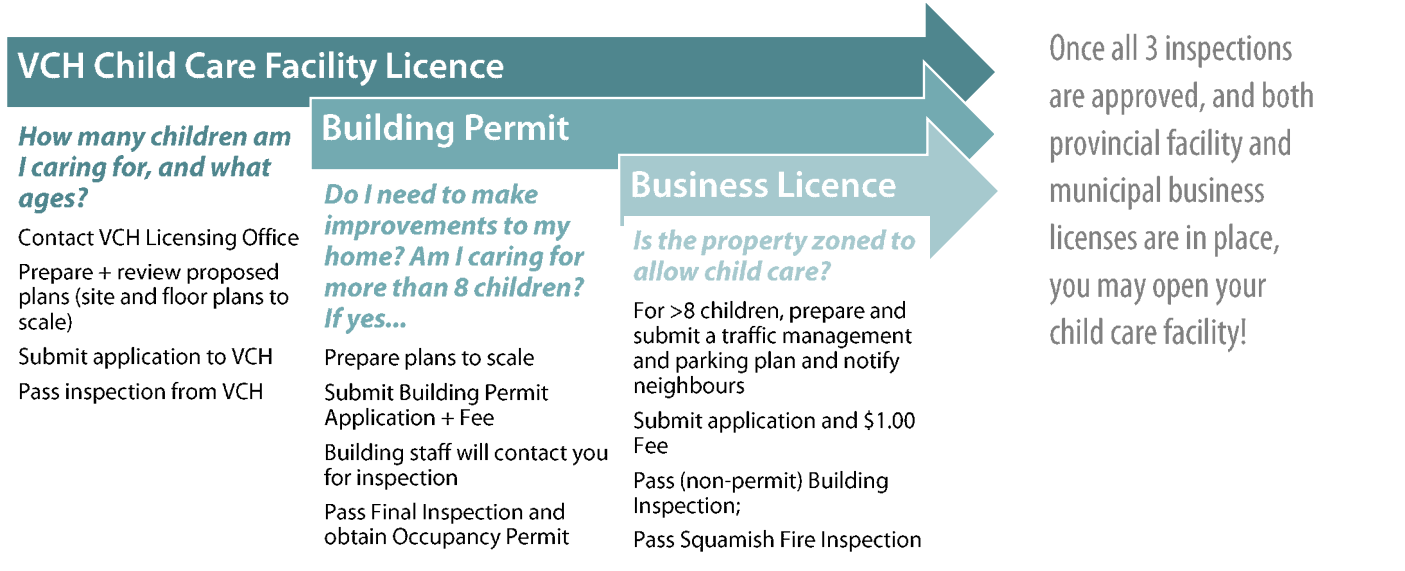 VCH Child Care Facility Licence
How many children am
I caring for, and what
ages?
Contact VCH Licensing Office
Prepare + review proposed
plans (site and floor plans to
scale)
Submit application to VCH
Pass inspection from VCH
Building Permit
Do I need to make
improvements to my
home? Am I caring for
more than 8 children?
If yes...
Prepare plans to scale
Submit Building Permit
Application + Fee
Building staff will contact you
for inspection
Pass Final Inspection and
obtain Occupancy Permit
Business Licence
Is the property zoned to
allow child care?
For >8 children, prepare and
submit a traffic management
and parking plan and notify
neighbours
Submit application and $1.00
Fee
Pass (non-permit) Building
Inspection;
Pass Squamish Fire Inspection
Once all 3 inspections
are approved, and both
provincial facility and
municipal business
licenses are in place,
you may open your
child care facility!